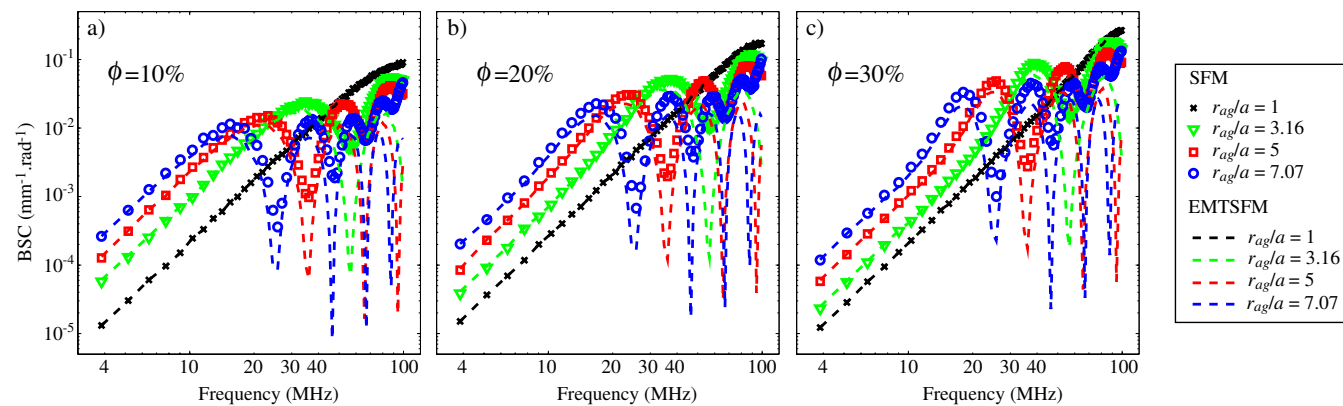 a)
ϕ=10%
10⁻¹
10⁻²
10⁻³
10⁻⁴
10⁻⁵
BSC (mm⁻¹.rad⁻¹)
4 10 20 30 40 100
Frequency (MHz)
b)
ϕ=20%
4 10 20 30 40 100
Frequency (MHz)
c)
ϕ=30%
4 10 20 30 40 100
Frequency (MHz)
SFM
r_ag/a = 1
r_ag/a = 3.16
r_ag/a = 5
r_ag/a = 7.07
EMTSFM
r_ag/a = 1
r_ag/a = 3.16
r_ag/a = 5
r_ag/a = 7.07